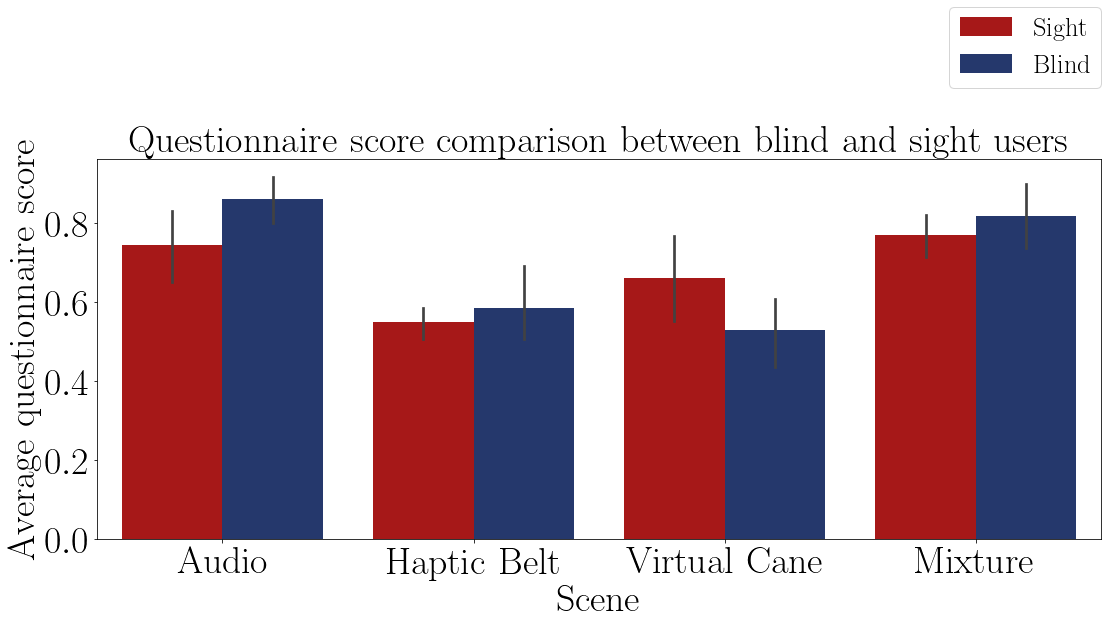 Sight
Blind
Questionnaire score comparison between blind and sight users
Average questionnaire score
0.8
0.6
0.4
0.2
0.0
Audio
Haptic Belt
Virtual Cane
Mixture
Scene